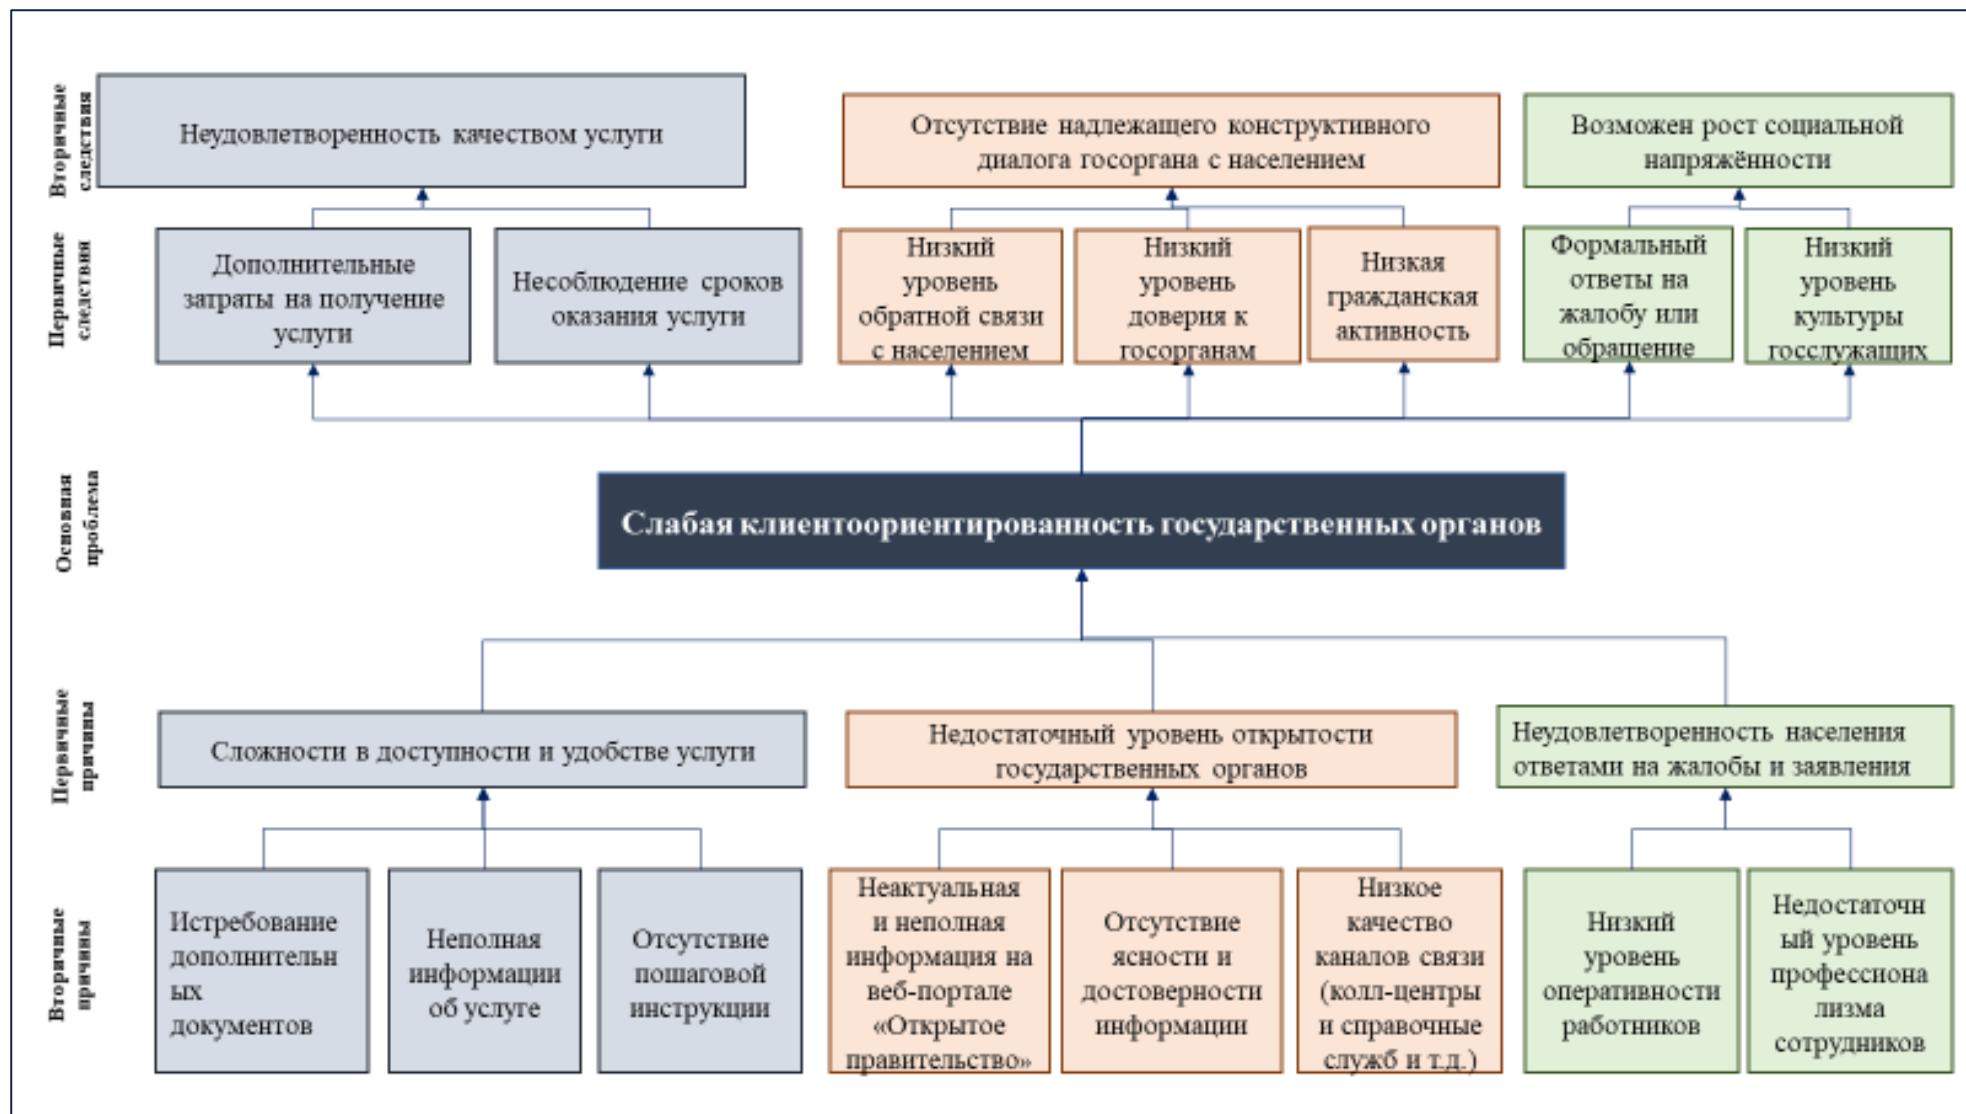 Вторичные
следствия
Неудовлетворенность качеством услуги
Отсутствие надлежащего конструктивного
диалога госоргана с населением
Возможен рост социальной
напряжённости
Первичные
следствия
Дополнительные
затраты на получение
услуги
Несоблюдение сроков
оказания услуги
Низкий
уровень
обратной связи
с населением
Низкий
уровень
доверия к
госорганам
Низкая
гражданская
активность
Формальный
ответы на
жалобу или
обращение
Низкий
уровень
культуры
госслужащих
Основная
проблема
Слабая клиентоориентированность государственных органов
Первичные
причины
Сложности в доступности и удобстве услуги
Недостаточный уровень открытости
государственных органов
Неудовлетворенность населения
ответами на жалобы и заявления
Вторичные
причины
Истребование
дополнительн
ых
документов
Неполная
информации
об услуге
Отсутствие
пошаговой
инструкции
Неактуальная
и неполная
информация на
веб-портале
«Открытое
правительство»
Отсутствие
ясности и
достоверности
информации
Низкое
качество
каналов связи
(колл-центры
и справочные
служб и т.д.)
Низкий
уровень
оперативности
работников
Недостаточн
ый уровень
профессиона
лизма
сотрудников